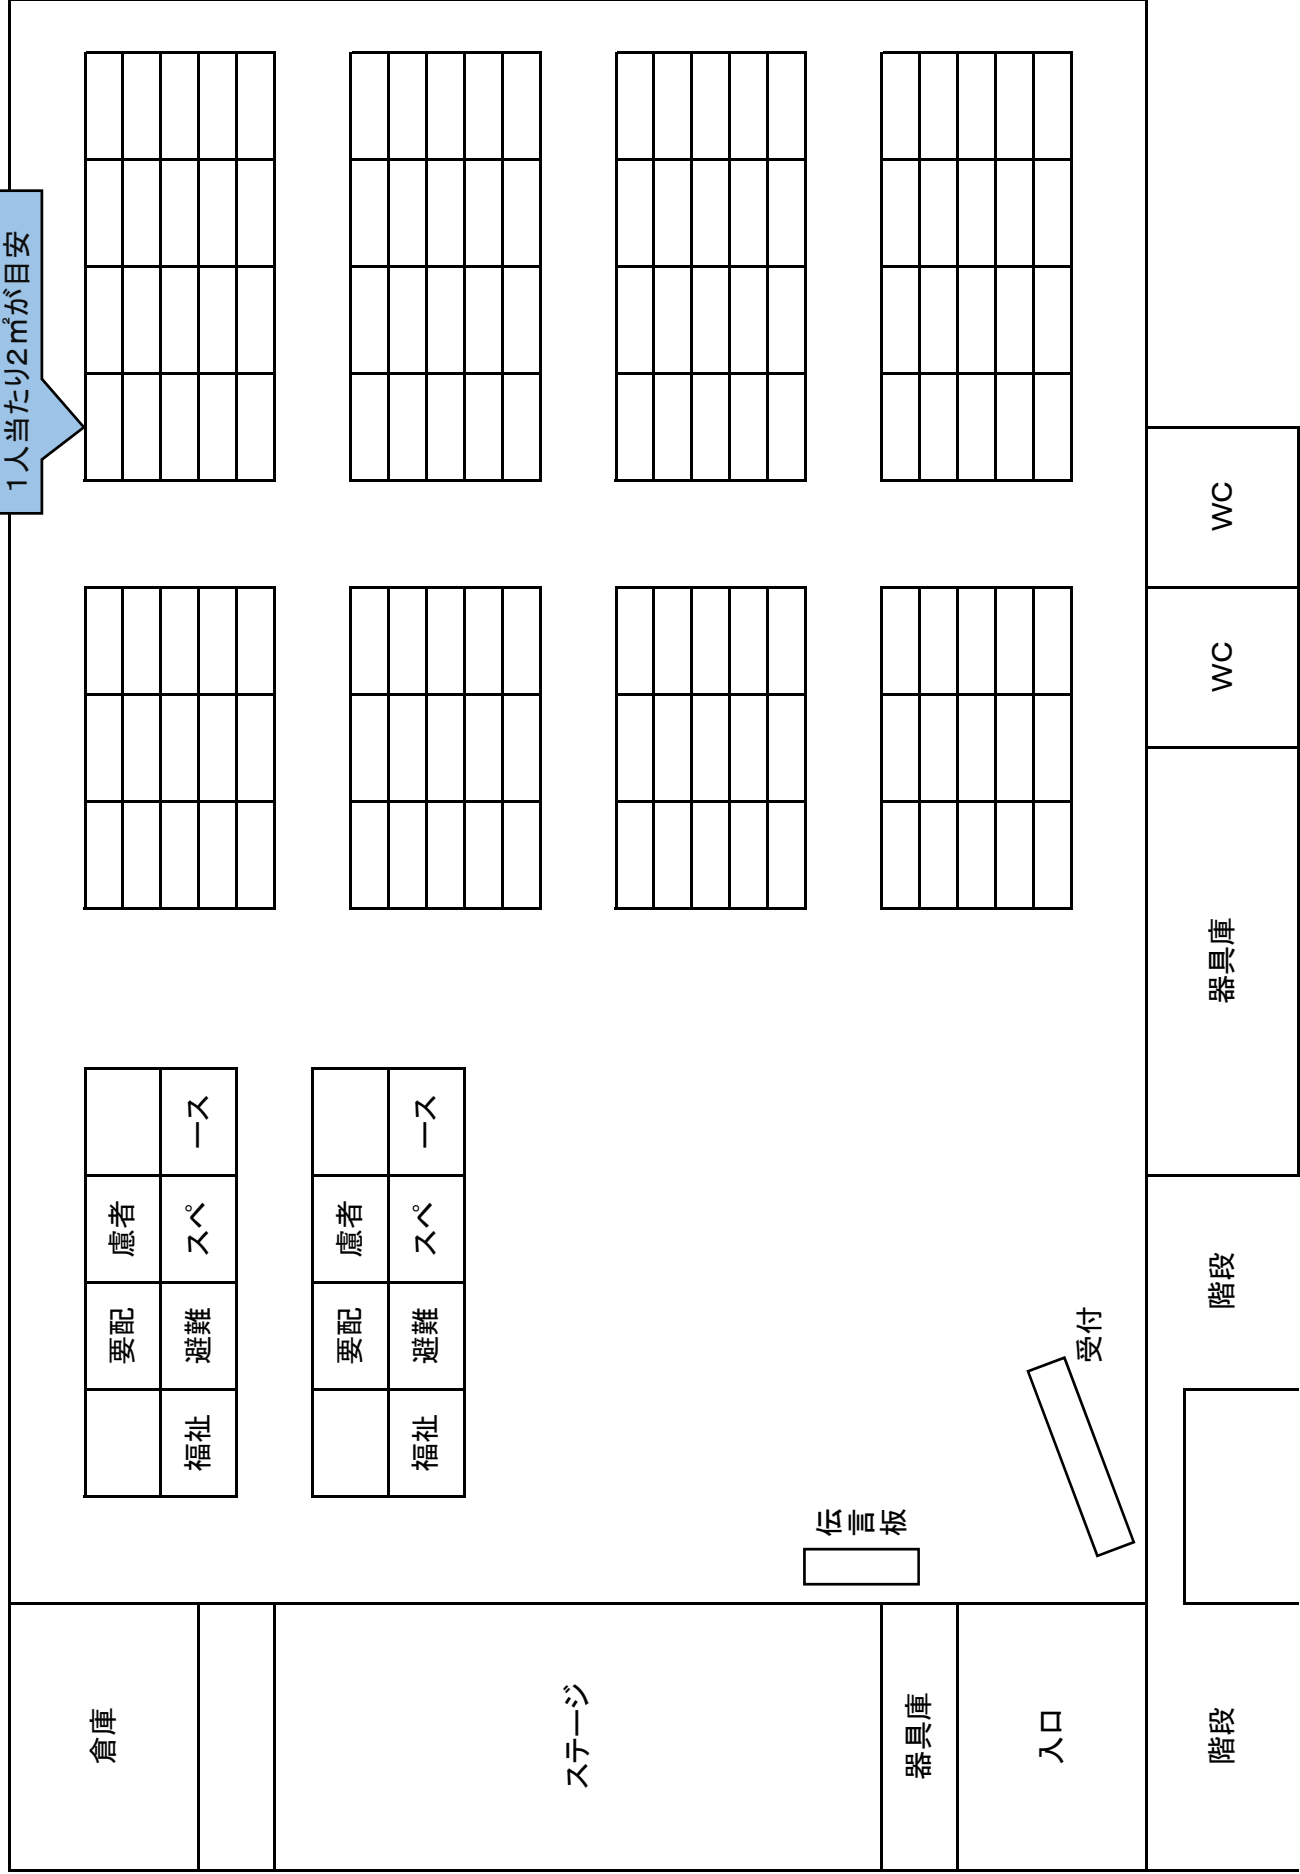 1人当たり2㎡が目安
要配
慮者
福祉
避難
スペ
ース
要配
慮者
福祉
避難
スペ
ース
伝言板
受付
倉庫
ステージ
器具庫
入口
階段
階段
器具庫
WC
WC